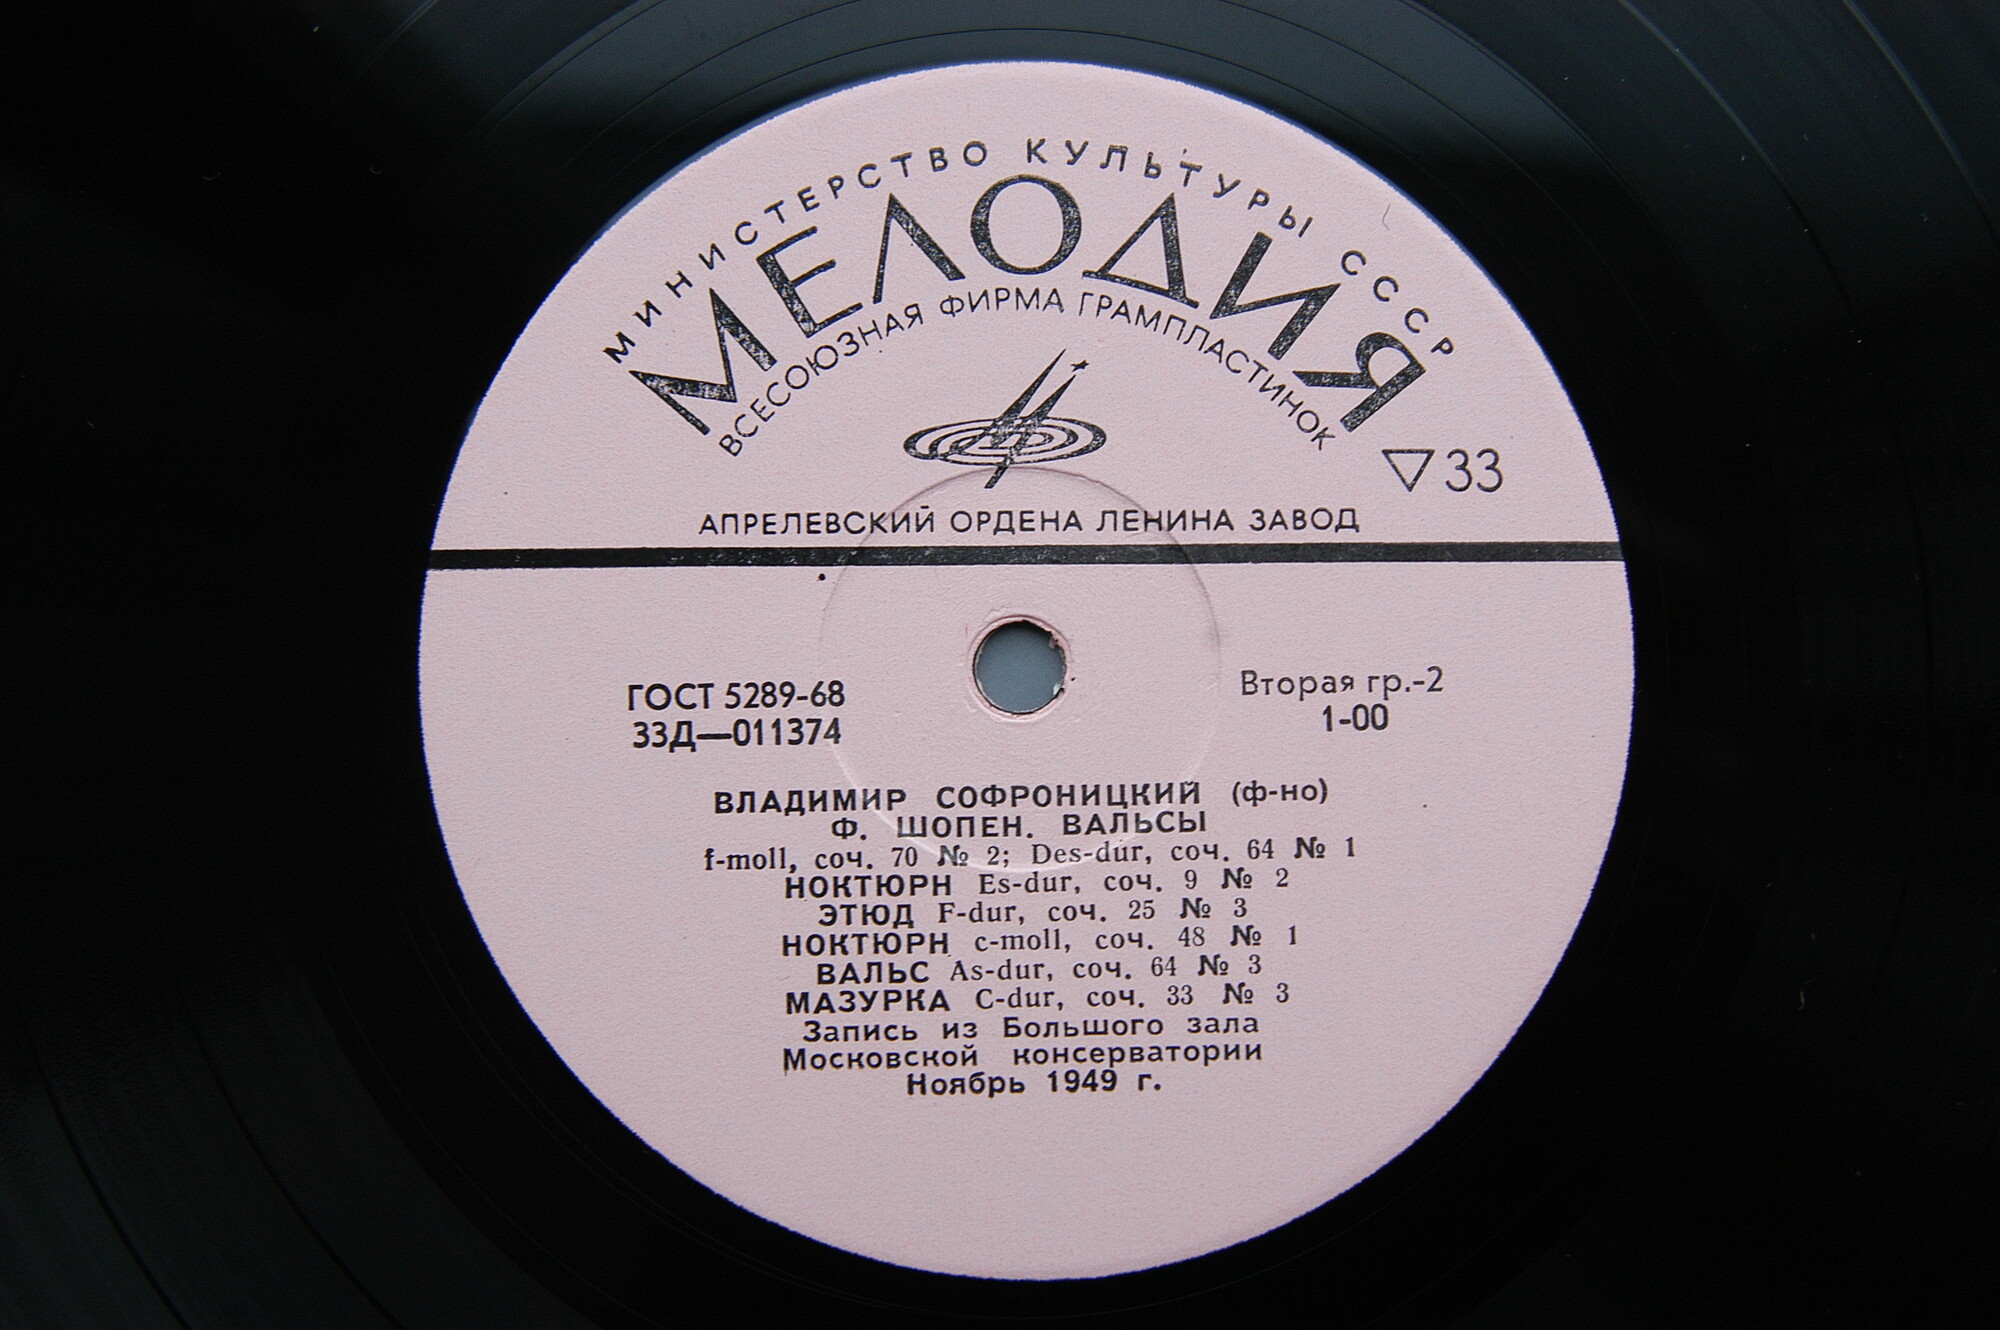 МИНИСТЕРСТВО КУЛЬТУРЫ СССР
МЕЛОДИЯ
ВСЕСОЮЗНАЯ ФИРМА ГРАМПЛАСТИНОК
▽33
АПРЕЛЕВСКИЙ ОРДЕНА ЛЕНИНА ЗАВОД
ГОСТ 5289-68
33Д—011374
Вторая гр.-2
1-00
ВЛАДИМИР СОФРОНИЦКИЙ (ф-но)
Ф. ШОПЕН. ВАЛЬСЫ
f-moll, соч. 70 № 2; Des-dur, соч. 64 № 1
НОКТЮРН Es-dur, соч. 9 № 2
ЭТЮД F-dur, соч. 25 № 3
НОКТЮРН c-moll, соч. 48 № 1
ВАЛЬС As-dur, соч. 64 № 3
МАЗУРКА C-dur, соч. 33 № 3
Запись из Большого зала
Московской консерватории
Ноябрь 1949 г.